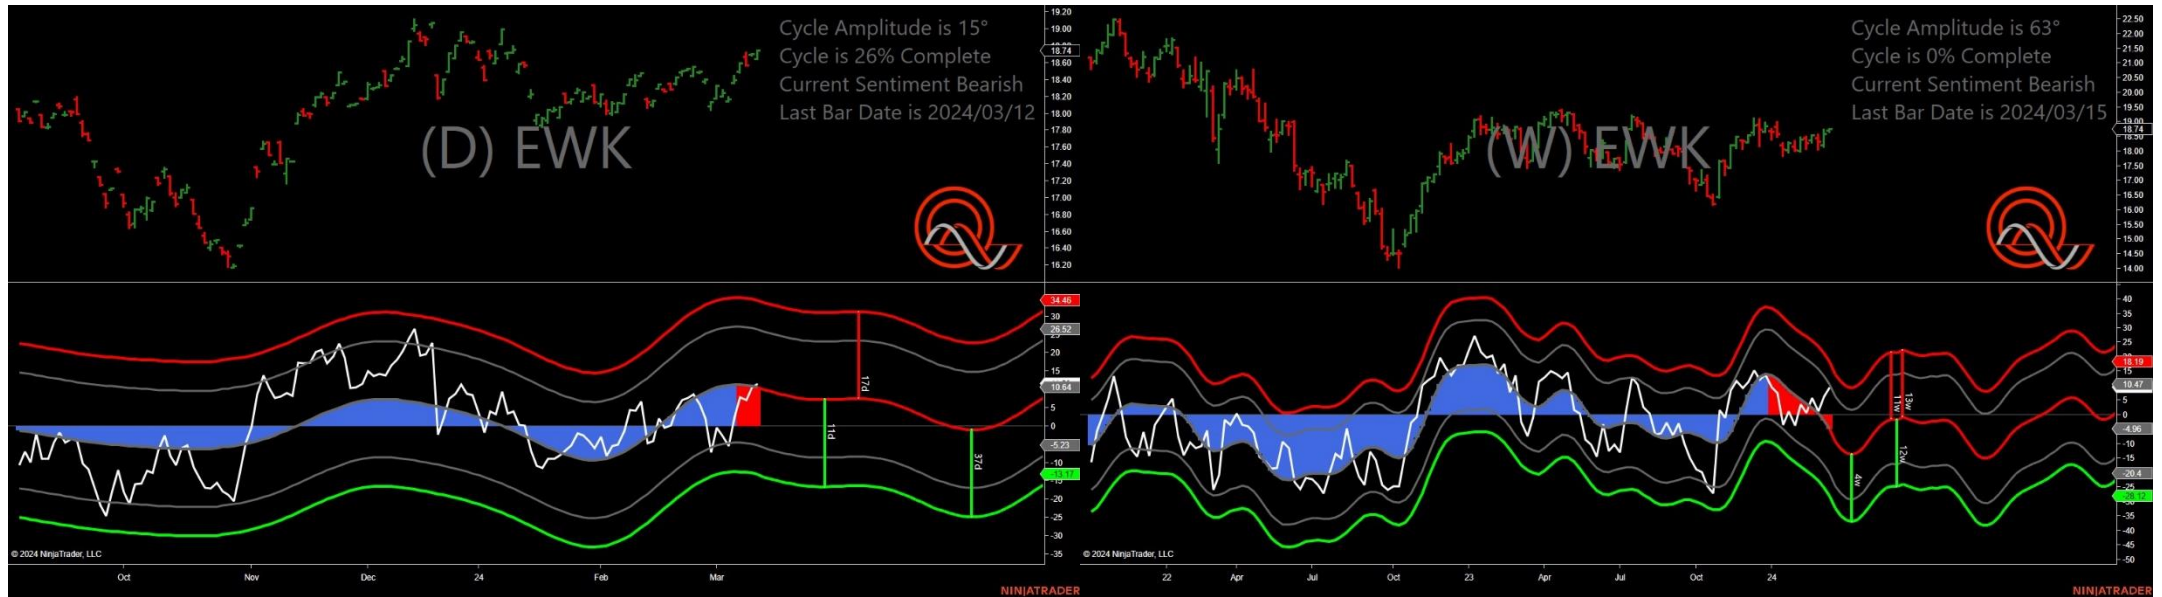 Cycle Amplitude is 15°
Cycle is 26% Complete
Current Sentiment Bearish
Last Bar Date is 2024/03/12
(D) EWK
19.20
19.00
18.74
18.60
18.40
18.20
18.00
17.80
17.60
17.40
17.20
17.00
16.80
16.60
16.40
16.20
34.46
30
26.52
20
15
10.64
5
0
-5.23
-10
-13.17
-15
-20
-25
-30
-35
17d
11d
37d
© 2024 NinjaTrader, LLC
Oct
Nov
Dec
24
Feb
Mar
NINJATRADER
Cycle Amplitude is 63°
Cycle is 0% Complete
Current Sentiment Bearish
Last Bar Date is 2024/03/15
(W) EWK
22.50
22.00
21.50
21.00
20.50
20.00
19.50
19.00
18.74
18.50
18.00
17.50
17.00
16.50
16.00
15.50
15.00
14.50
14.00
40
35
30
25
20
18.19
15
10.47
5
0
-4.96
-10
-15
-20.4
-25
-28.12
-35
-40
-45
-50
11w
13w
12w
4w
© 2024 NinjaTrader, LLC
22
Apr
Jul
Oct
23
Apr
Jul
Oct
24
NINJATRADER